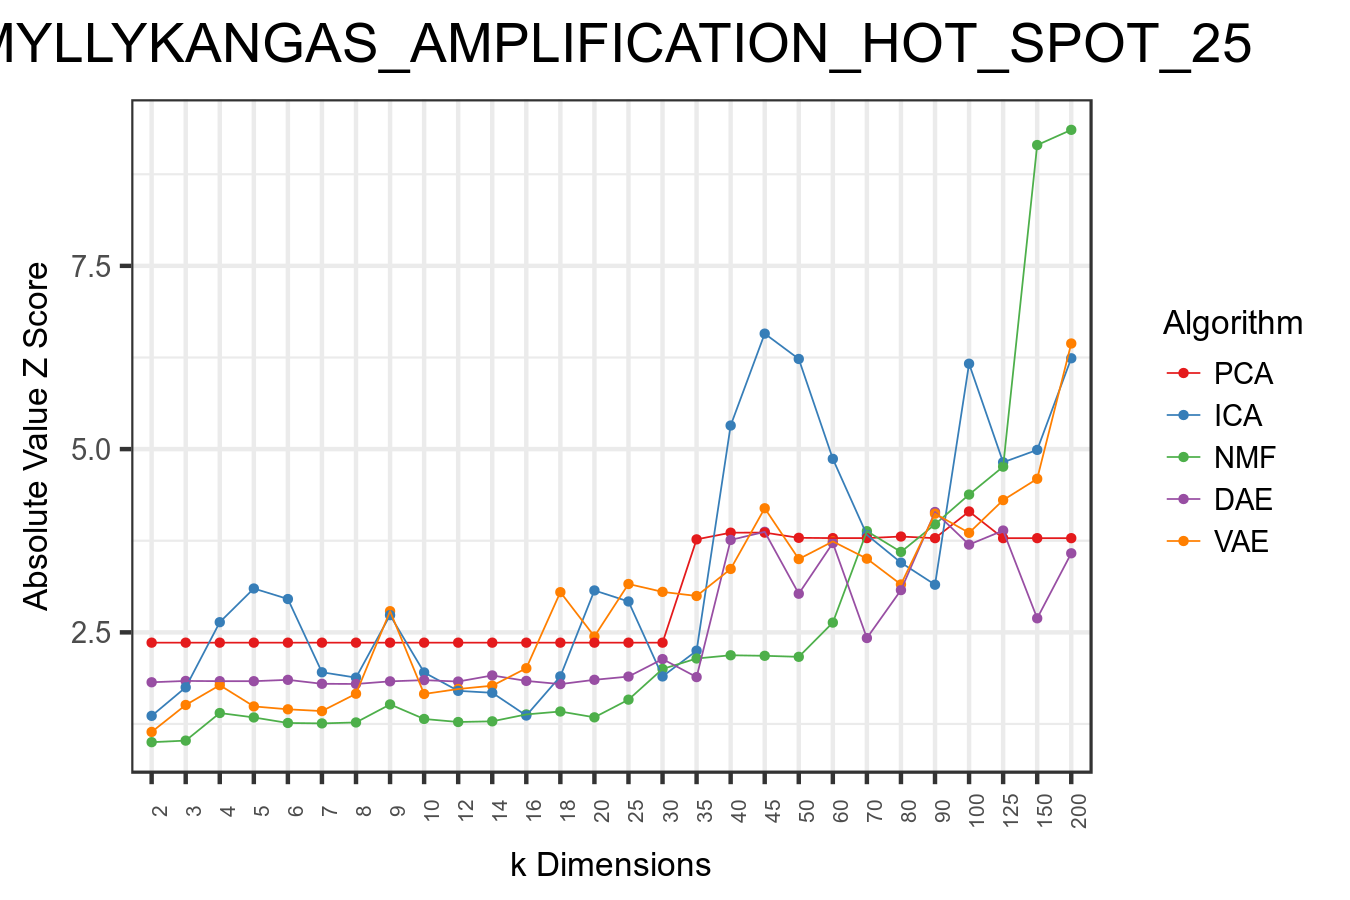 MYLLYKANGAS_AMPLIFICATION_HOT_SPOT_25
Absolute Value Z Score
7.5
5.0
2.5
2 3 4 5 6 7 8 9 10 12 14 16 18 20 25 30 35 40 45 50 60 70 80 90 100 125 150 200
k Dimensions
Algorithm
PCA
ICA
NMF
DAE
VAE